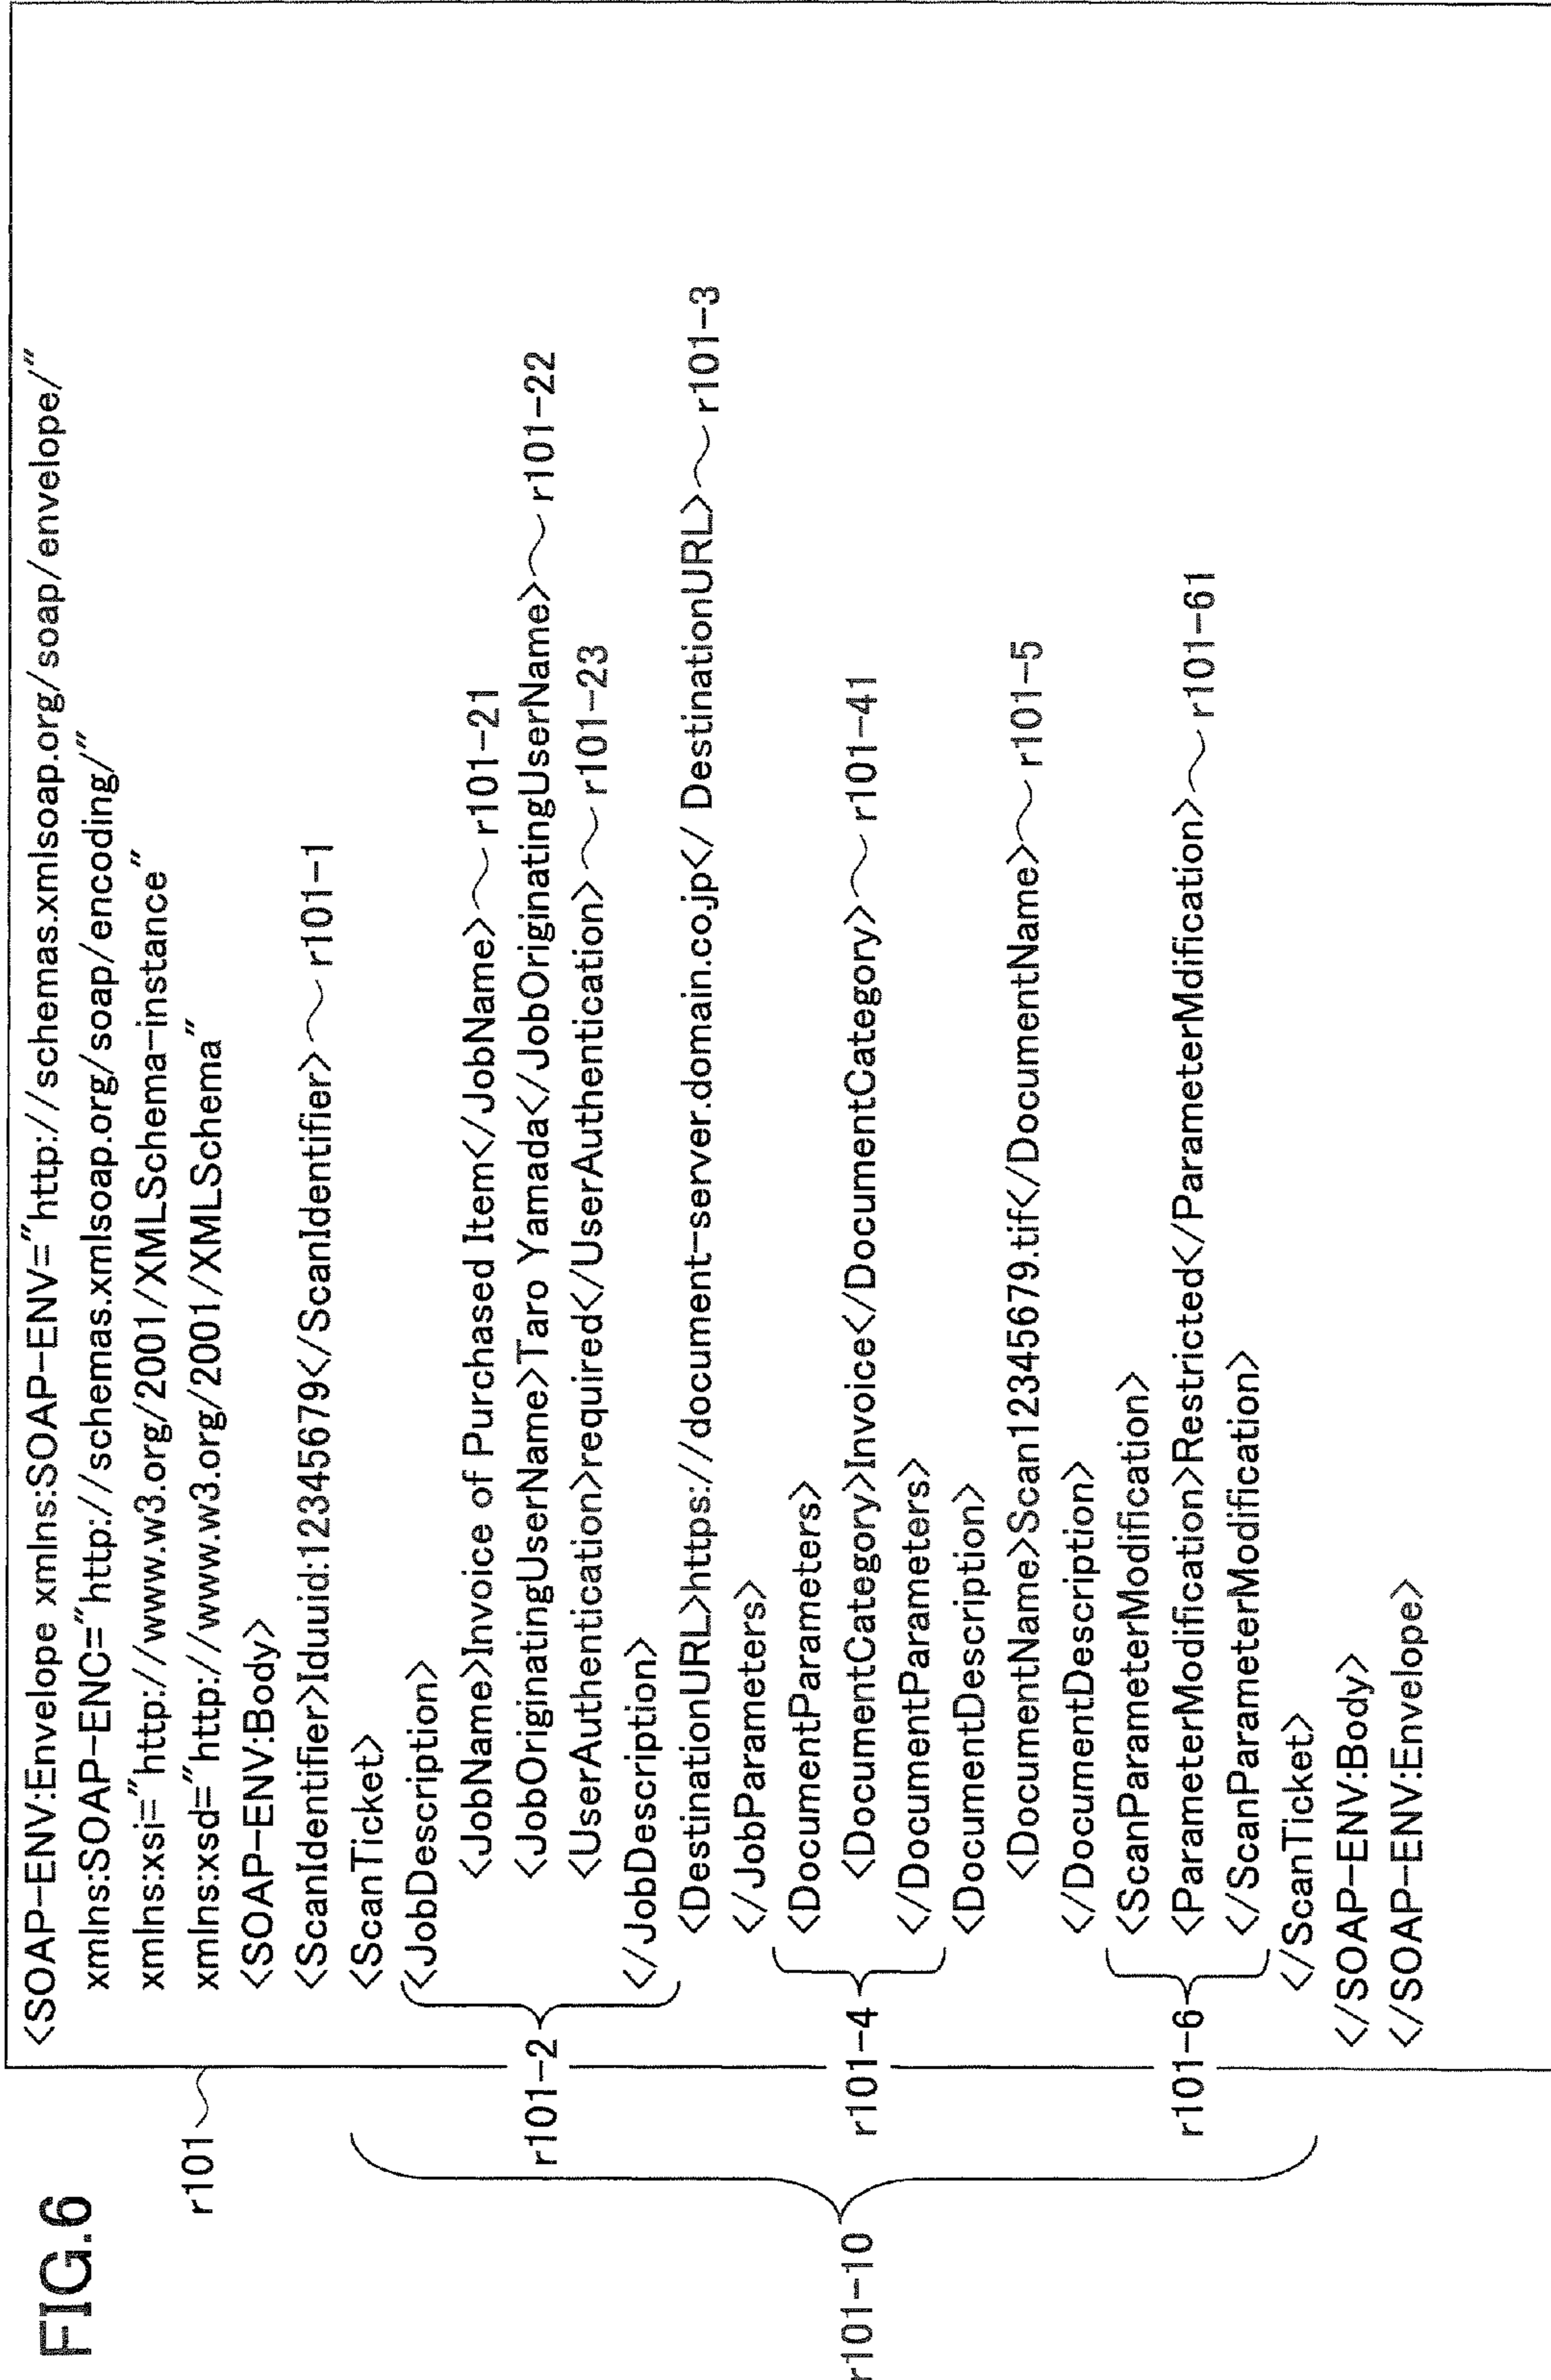 FIG.6
r101
<SOAP-ENV:Envelope xmlns:SOAP-ENV="http://schemas.xmlsoap.org/soap/envelope/"
xmlns:SOAP-ENC="http://schemas.xmlsoap.org/soap/encoding/"
xmlns:xsi="http://www.w3.org/2001/XMLSchema-instance"
xmlns:xsd="http://www.w3.org/2001/XMLSchema"
<SOAP-ENV:Body>
<ScanIdentifier>Iduuid:12345679</ScanIdentifier>~r101-1
<ScanTicket>
<JobDescription>
<JobName>Invoice of Purchased Item</JobName>~r101-21
r101-2 <JobOriginatingUserName>Taro Yamada</JobOriginatingUserName>~r101-22
<UserAuthentication>required</UserAuthentication>~r101-23
</JobDescription>
<DestinationURL>https://document-server.domain.co.jp</ DestinationURL>~r101-3
</JobParameters>
<DocumentParameters>
r101-10 r101-4 <DocumentCategory>Invoice</DocumentCategory>~r101-41
</DocumentParameters>
<DocumentDescription>
<DocumentName>Scan12345679.tif</DocumentName>~r101-5
</DocumentDescription>
<ScanParameterModification>
r101-6 <ParameterModification>Restricted</ParameterMdification>~r101-61
</ScanParameterModification>
</ScanTicket>
</SOAP-ENV:Body>
</SOAP-ENV:Envelope>